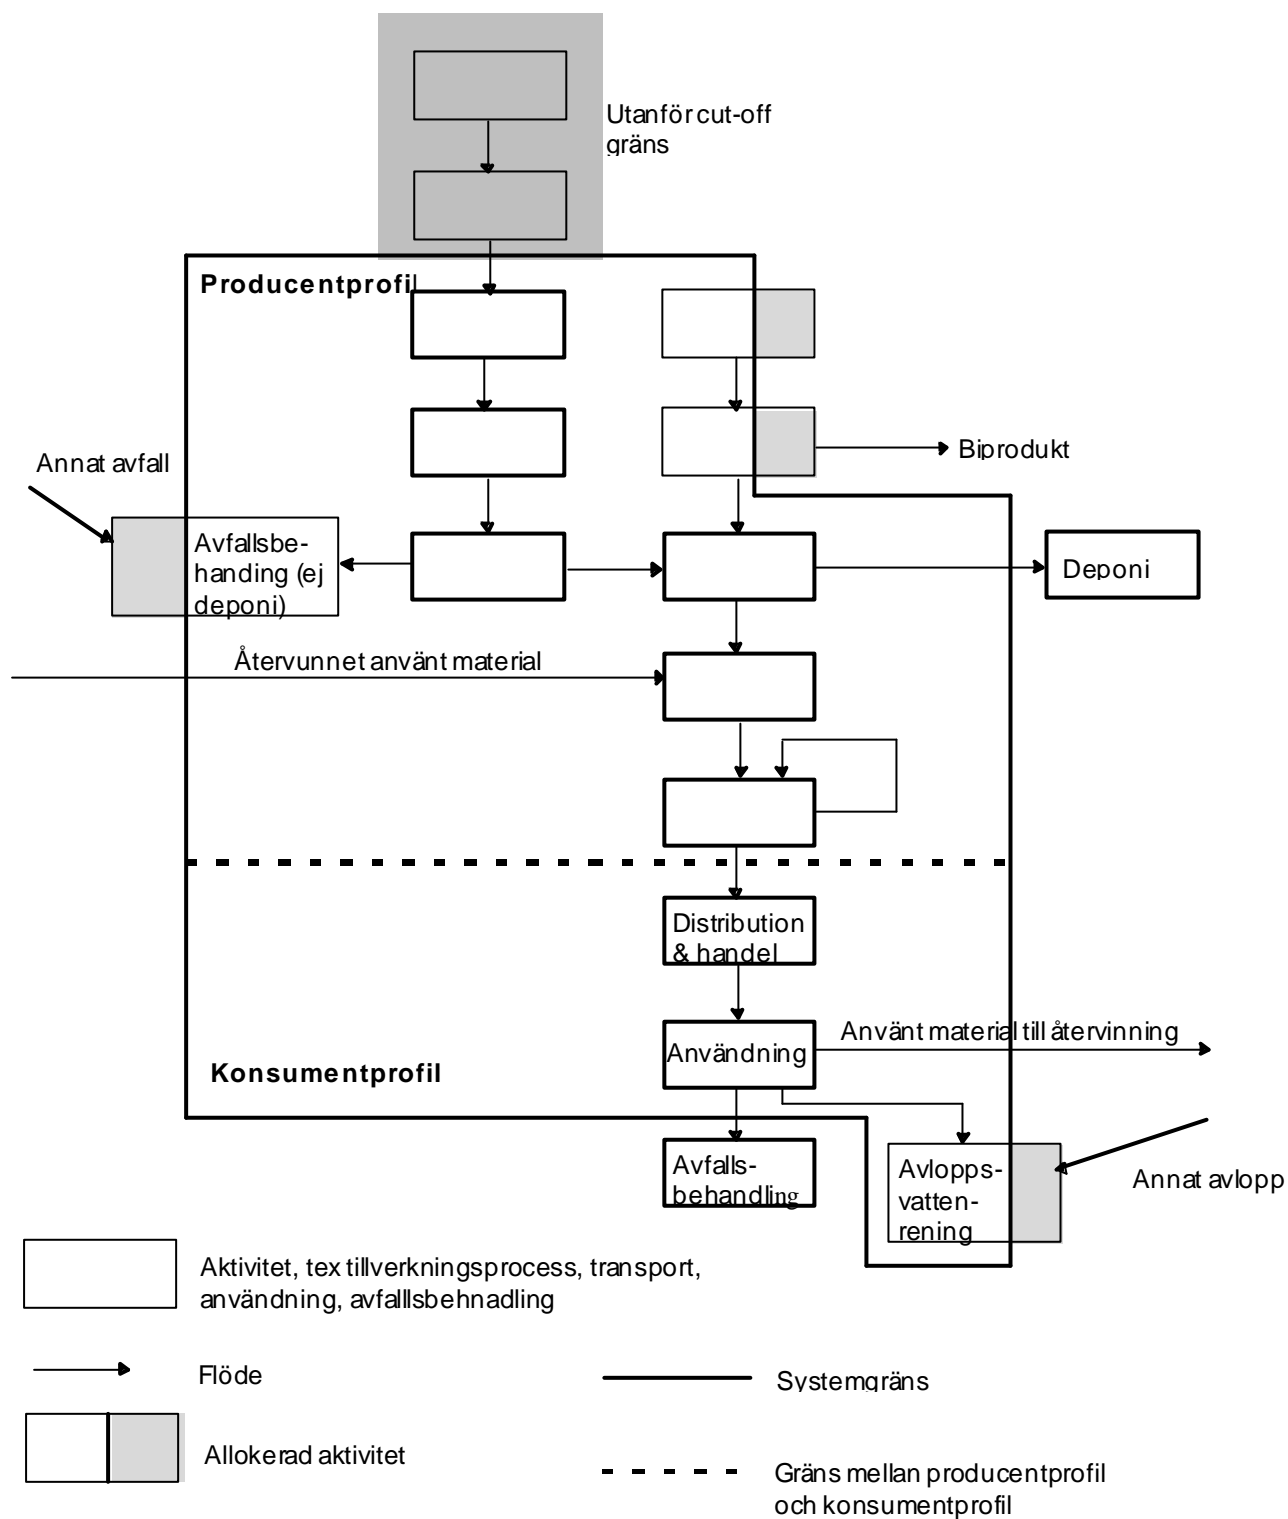 Utanför cut-off
gräns
Producentprofil
Biprodukt
Annat avfall
Avfallsbe-
handing (ej
deponi)
Deponi
Återvunnet använt material
Distribution
& handel
Användning
Använt material till återvinning
Konsumentprofil
Avfalls-
behandling
Avlopps-
vatten-
rening
Annat avlopp
Aktivitet, tex tillverkningsprocess, transport,
användning, avfalllsbehnadling
Flöde
Systemgräns
Allokerad aktivitet
Gräns mellan producentprofil
och konsumentprofil